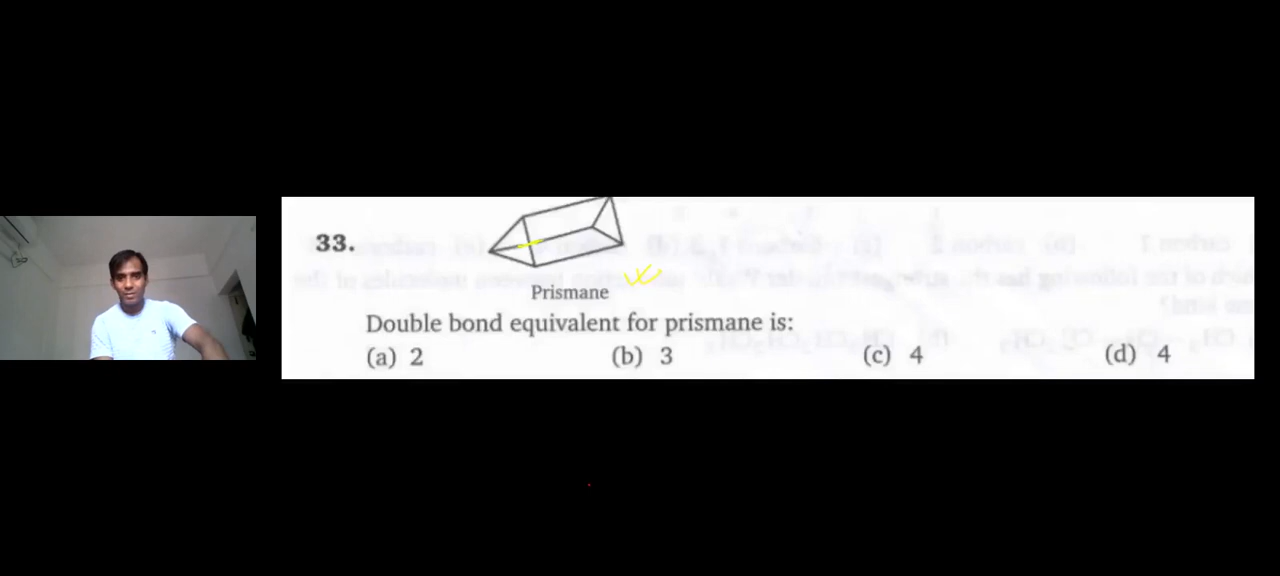 33.
Prismane
Double bond equivalent for prismane is:
(a) 2 (b) 3 (c) 4 (d) 4